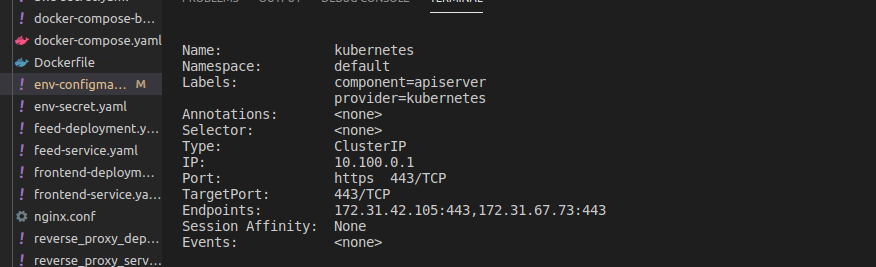 docker-compose-b...
docker-compose.yaml
Dockerfile
env-configma... M
env-secret.yaml
feed-deployment.y...
feed-service.yaml
frontend-deploym...
frontend-service.ya...
nginx.conf
reverse_proxy_dep...
reverse_proxy_serv...
TERMINAL
Name: kubernetes
Namespace: default
Labels: component=apiserver
provider=kubernetes
Annotations: <none>
Selector: <none>
Type: ClusterIP
IP: 10.100.0.1
Port: https 443/TCP
TargetPort: 443/TCP
Endpoints: 172.31.42.105:443,172.31.67.73:443
Session Affinity: None
Events: <none>